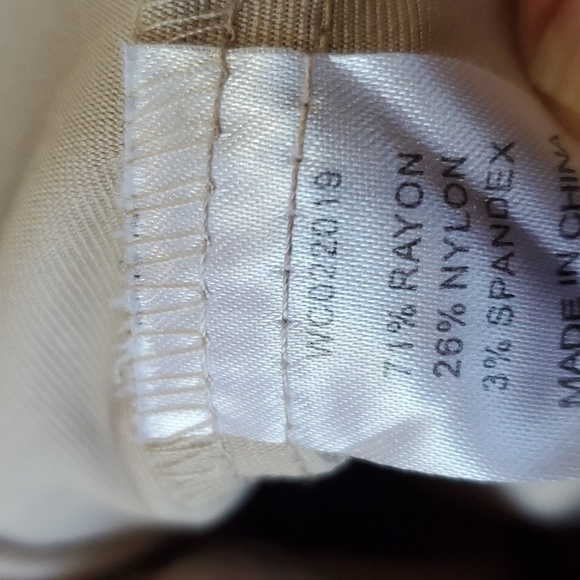 WC022019
71% RAYON
26% NYLON
3% SPANDEX
MADE IN CHINA